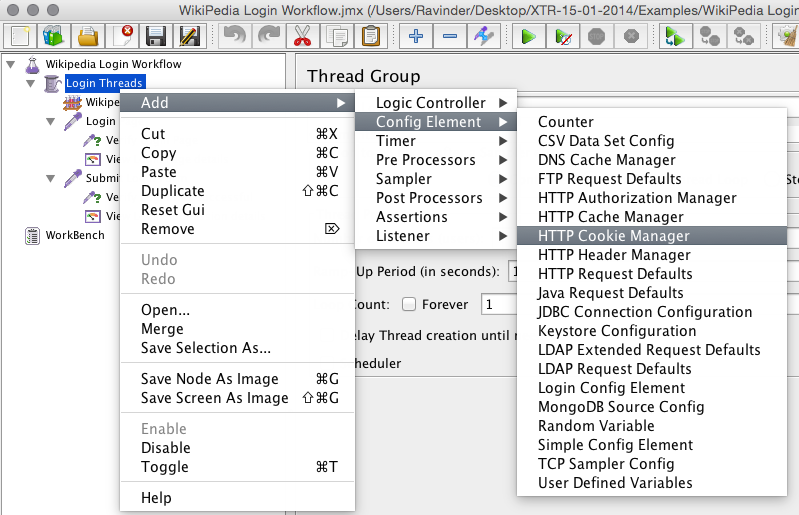 WikiPedia Login Workflow.jmx (/Users/Ravinder/Desktop/XTR-15-01-2014/Examples/WikiPedia Login
Wikipedia Login Workflow
Login Threads
Wikipe
Login
Ve
Vie
Submi
Ve
Vie
WorkBench
Thread Group
Add
Cut ⌘X
Copy ⌘C
Paste ⌘V
Duplicate ⇧⌘C
Reset Gui
Remove ⌦
Undo
Redo
Open...
Merge
Save Selection As...
Save Node As Image ⌘G
Save Screen As Image ⇧⌘G
Enable
Disable
Toggle ⌘T
Help
Logic Controller
Config Element
Timer
Pre Processors
Sampler
Post Processors
Assertions
Listener
Counter
CSV Data Set Config
DNS Cache Manager
FTP Request Defaults
HTTP Authorization Manager
HTTP Cache Manager
HTTP Cookie Manager
HTTP Header Manager
HTTP Request Defaults
Java Request Defaults
JDBC Connection Configuration
Keystore Configuration
LDAP Extended Request Defaults
LDAP Request Defaults
Login Config Element
MongoDB Source Config
Random Variable
Simple Config Element
TCP Sampler Config
User Defined Variables
Sto
Up Period (in seconds): 1
Count: Forever 1
elay Thread creation until
heduler